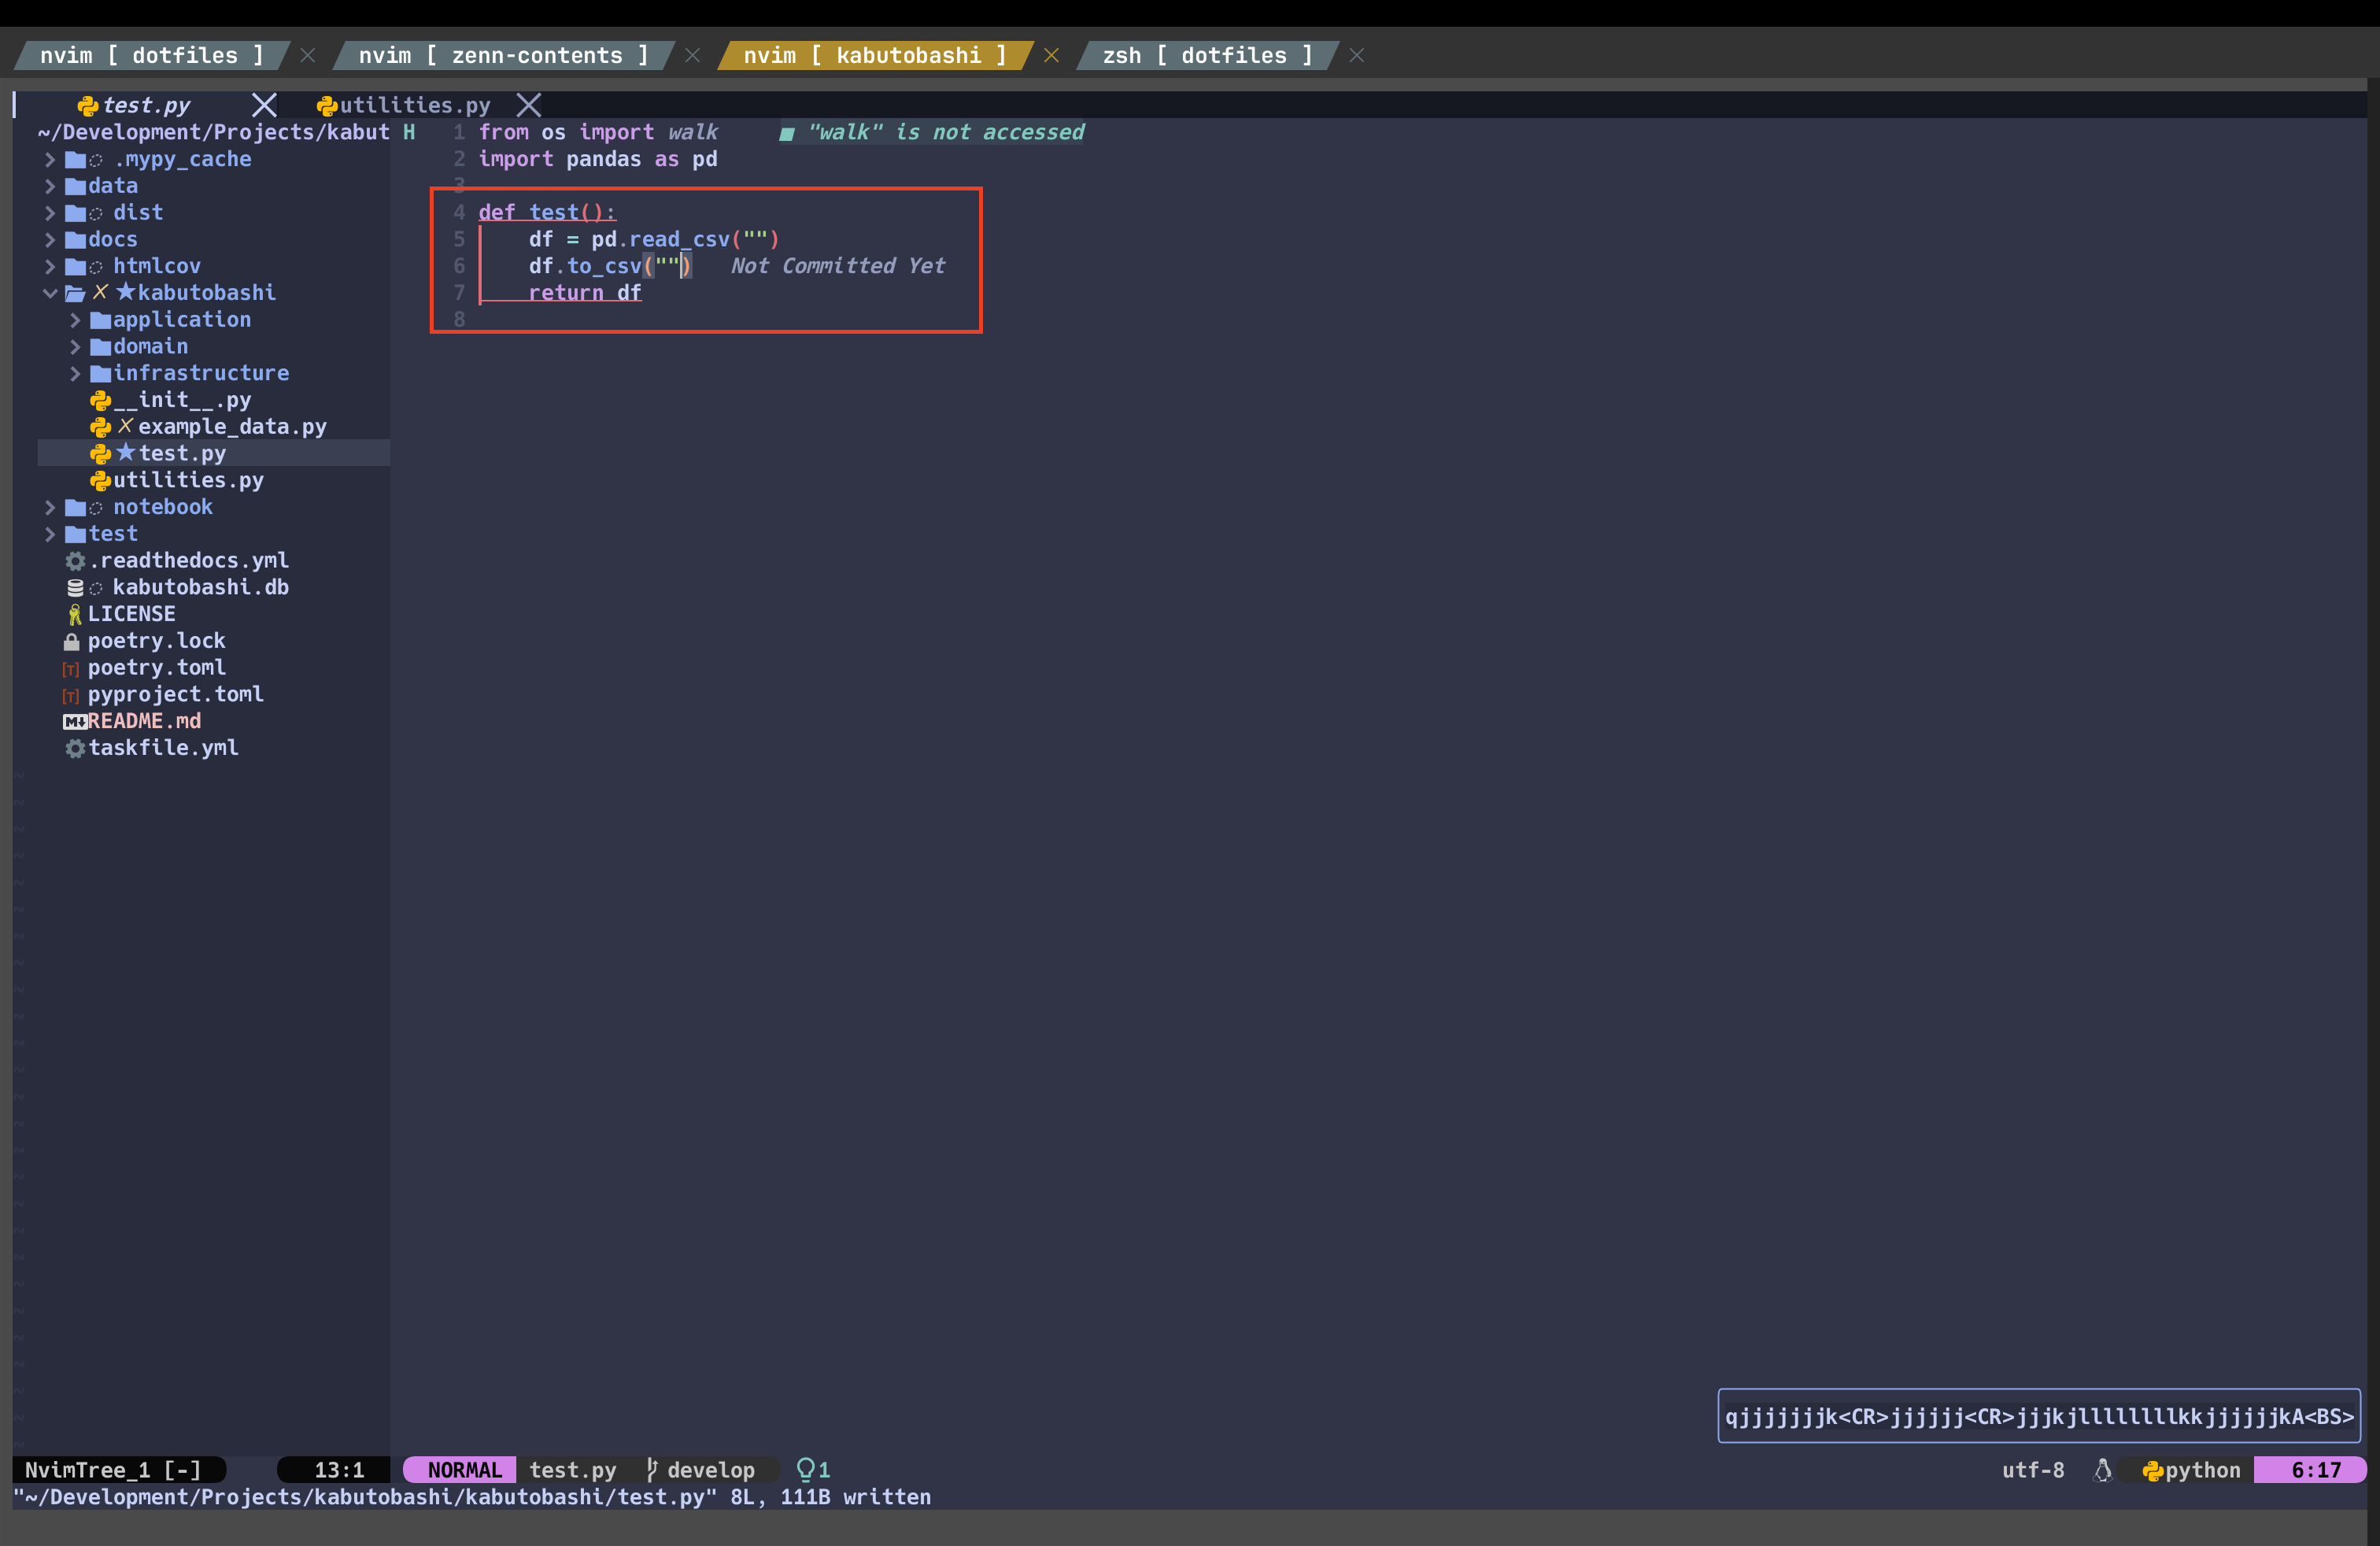 nvim [ dotfiles ] × nvim [ zenn-contents ] × nvim [ kabutobashi ] × zsh [ dotfiles ] ×
test.py utilities.py
~/Development/Projects/kabut
.mypy_cache
data
dist
docs
htmlcov
kabutobashi
application
domain
infrastructure
__init__.py
example_data.py
test.py
utilities.py
notebook
test
.readthedocs.yml
kabutobashi.db
LICENSE
poetry.lock
[T] poetry.toml
[T] pyproject.toml
M↓ README.md
taskfile.yml
H 1 from os import walk ■ "walk" is not accessed
2 import pandas as pd
3
4 def test():
5 df = pd.read_csv("")
6 df.to_csv("") Not Committed Yet
7 return df
8
qjjjjjjjk<CR>jjjjjj<CR>jjjkjlllllllllkkjjjjjjkA<BS>
NvimTree_1 [-] 13:1 NORMAL test.py develop 1 utf-8 python 6:17
"~/Development/Projects/kabutobashi/kabutobashi/test.py" 8L, 111B written